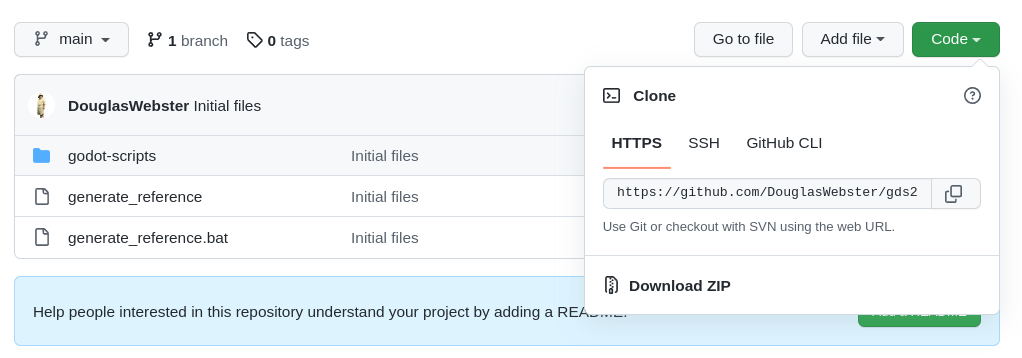 main 1 branch 0 tags Go to file Add file Code
DouglasWebster Initial files
Clone
HTTPS SSH GitHub CLI
godot-scripts Initial files
generate_reference Initial files
https://github.com/DouglasWebster/gds2
Use Git or checkout with SVN using the web URL.
generate_reference.bat Initial files
Download ZIP
Help people interested in this repository understand your project by adding a README.